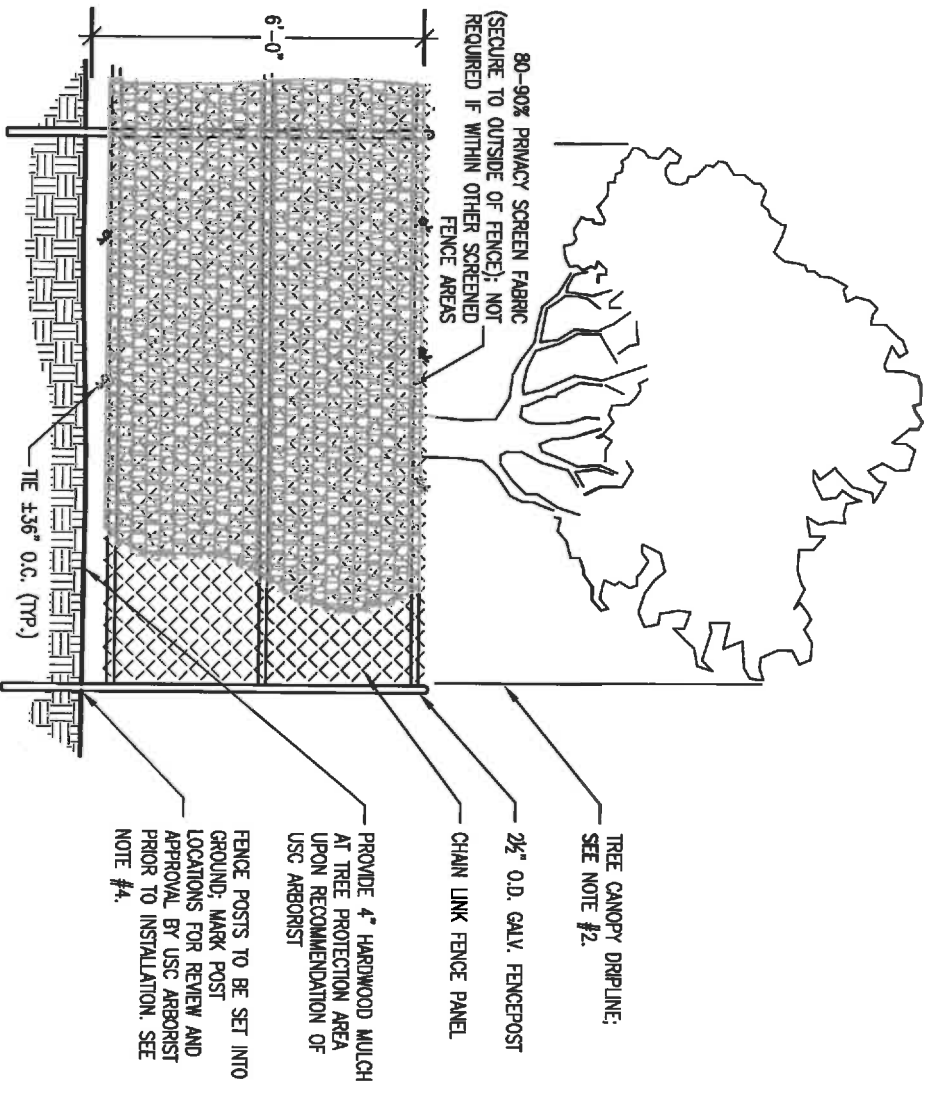 80-90% PRIVACY SCREEN FABRIC
(SECURE TO OUTSIDE OF FENCE); NOT
REQUIRED IF WITHIN OTHER SCREENED
FENCE AREAS
6'-0"
TIE ±36" O.C. (TYP.)
TREE CANOPY DRIPLINE;
SEE NOTE #2.
2½" O.D. GALV. FENCEPOST
CHAIN LINK FENCE PANEL
PROVIDE 4" HARDWOOD MULCH
AT TREE PROTECTION AREA
UPON RECOMMENDATION OF
USC ARBORIST
FENCE POSTS TO BE SET INTO
GROUND; MARK POST
LOCATIONS FOR REVIEW AND
APPROVAL BY USC ARBORIST
PRIOR TO INSTALLATION. SEE
NOTE #4.